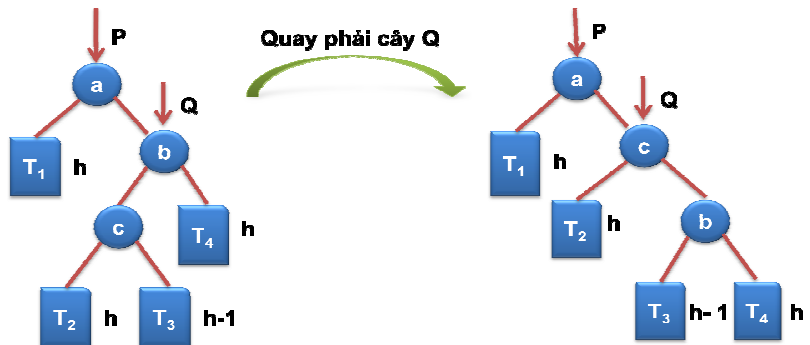 P
Quay phải cây Q
P
a
Q
a
Q
b
c
T1 h
T1 h
c
T4 h
T2 h
b
T2 h
T3 h-1
T3 h- 1
T4 h